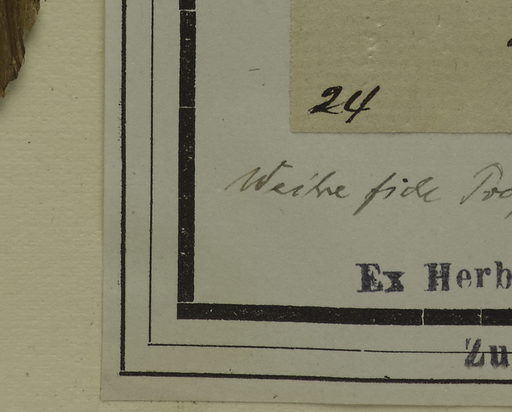 24
Weihe fide
Ex Herb
Zu